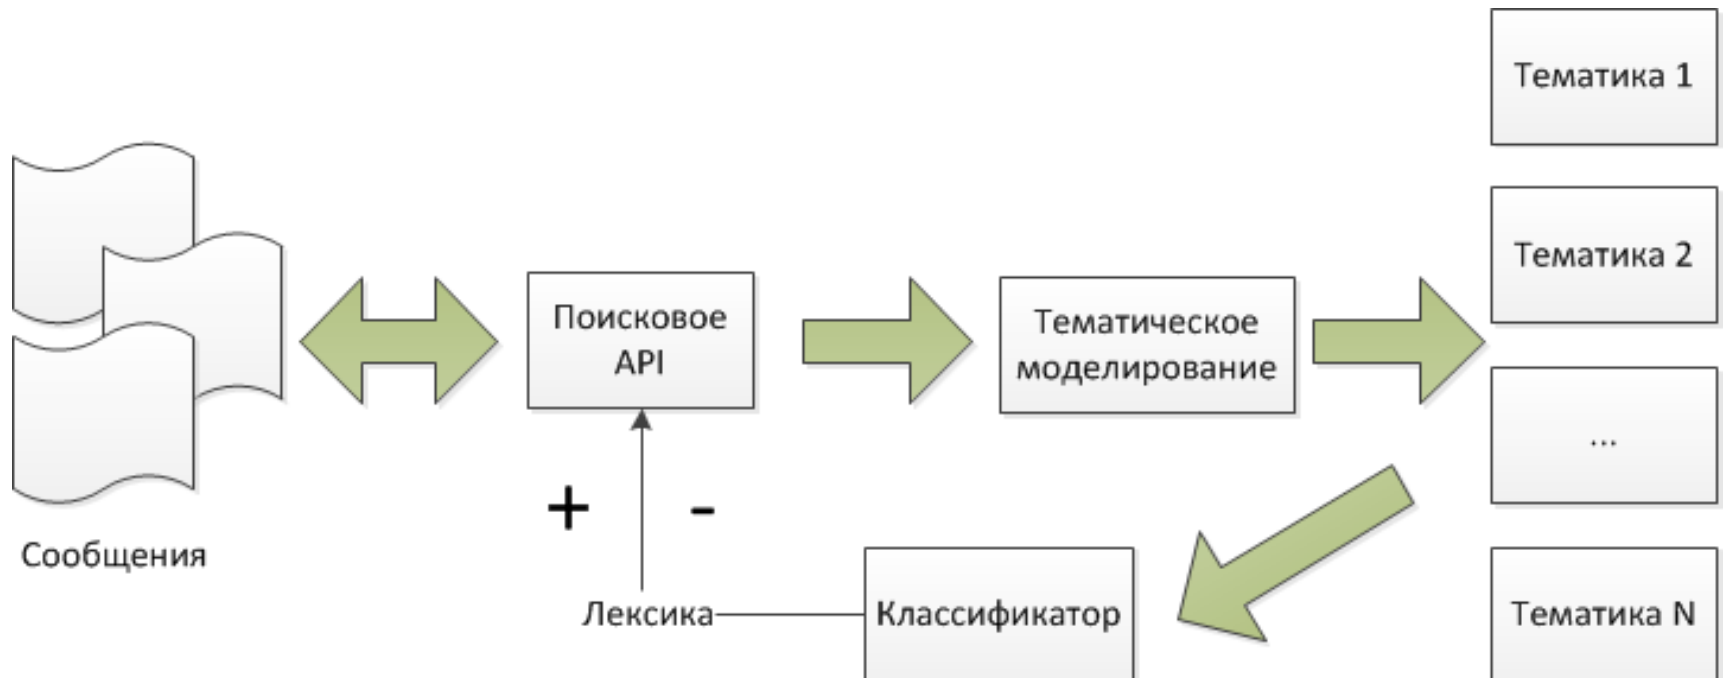 Тематика 1
Тематика 2
Поисковое
API
Тематическое
моделирование
...
+ -
Сообщения
Лексика
Классификатор
Тематика N